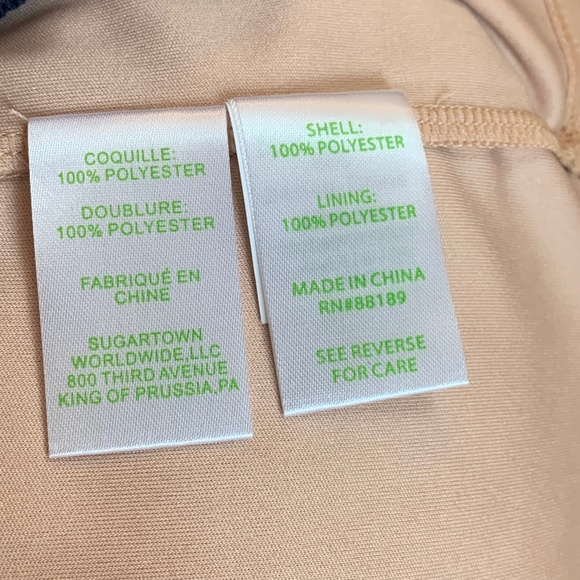 COQUILLE:
100% POLYESTER
DOUBLURE:
100% POLYESTER
FABRIQUÉ EN
CHINE
SUGARTOWN
WORLDWIDE,LLC
800 THIRD AVENUE
KING OF PRUSSIA,PA
SHELL:
100% POLYESTER
LINING:
100% POLYESTER
MADE IN CHINA
RN#88189
SEE REVERSE
FOR CARE